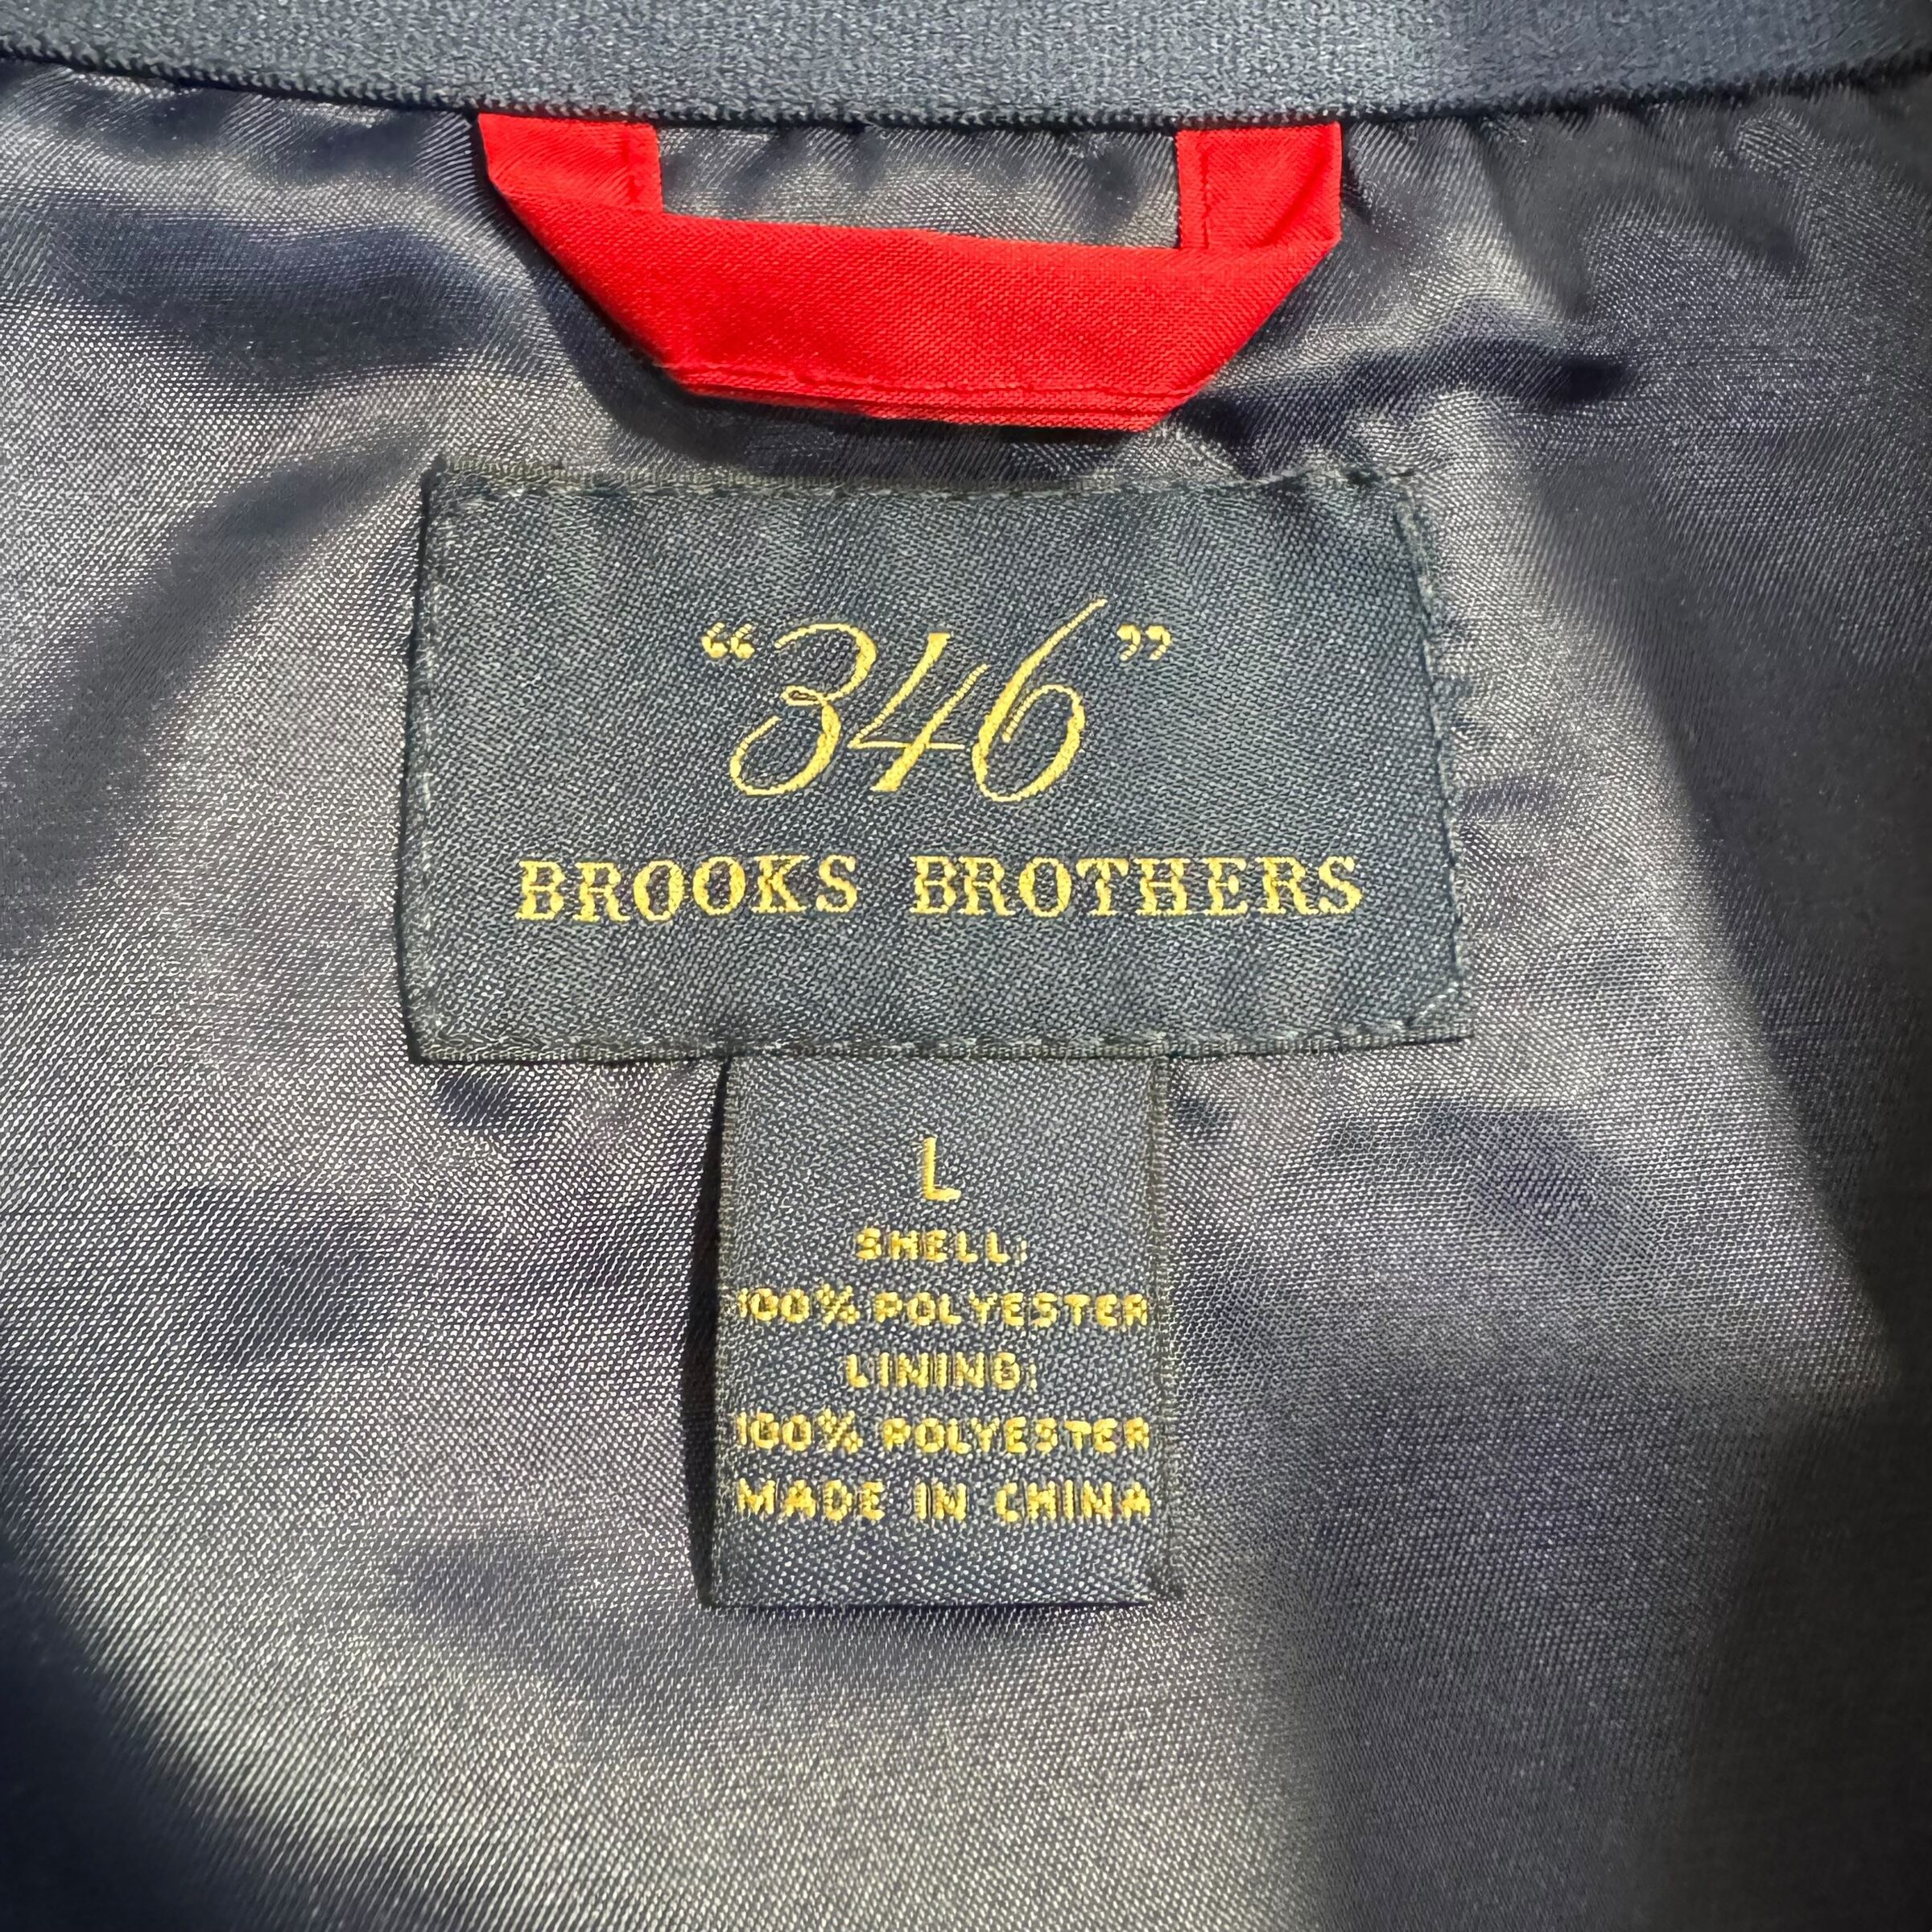 “346”
BROOKS BROTHERS
L
SHELL:
100% POLYESTER
LINING:
100% POLYESTER
MADE IN CHINA